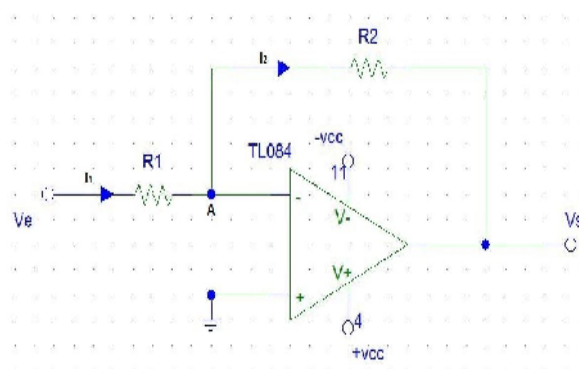 R2
I₂
TL084
-vcc
11
R1
I₁
A
-
V-
Ve
Vs
V+
+
4
+vcc